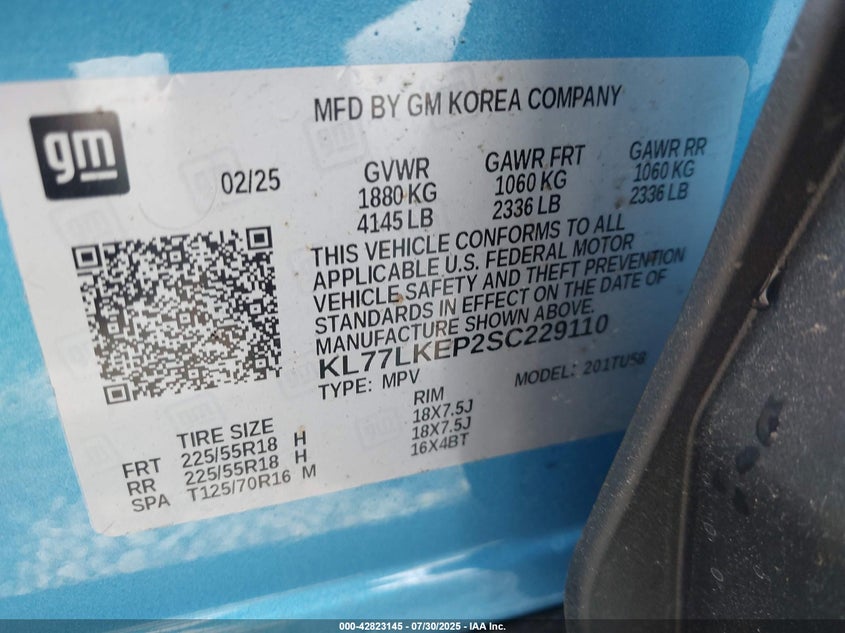 MFD BY GM KOREA COMPANY
gm
02/25
GVWR
1880 KG
4145 LB
GAWR FRT
1060 KG
2336 LB
GAWR RR
1060 KG
2336 LB
THIS VEHICLE CONFORMS TO ALL
APPLICABLE U.S. FEDERAL MOTOR
VEHICLE SAFETY AND THEFT PREVENTION
STANDARDS IN EFFECT ON THE DATE OF
MANUFACTURE SHOWN ABOVE.
KL77LKEP2SC229110
TYPE: MPV MODEL: 201TU58
TIRE SIZE RIM
FRT 225/55R18 H 18X7.5J
RR 225/55R18 H 18X7.5J
SPA T125/70R16 M 16X4BT
000-42823145 - 07/30/2025 - IAA Inc.